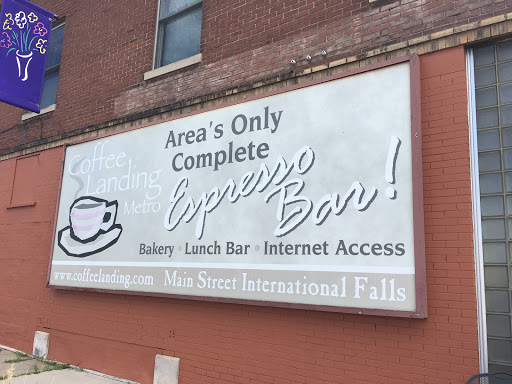 Coffee
Landing
Metro
Area's Only
Complete
Espresso
Bar!
Bakery • Lunch Bar • Internet Access
www.coffeelanding.com Main Street International Falls